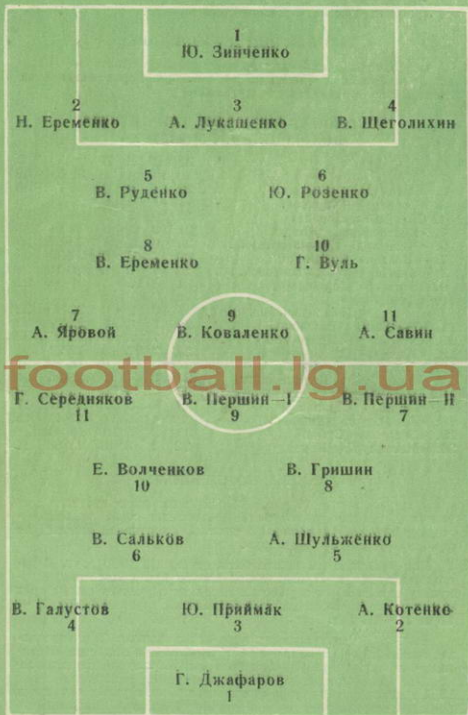 1
Ю. Зинченко
2 3 4
Н. Еременко А. Лукашенко В. Щеголихин
5 6
В. Руденко Ю. Розенко
8 10
В. Еременко Г. Вуль
7 9 11
А. Яровой В. Коваленко А. Савин
football.lg.ua
Г. Середняков В. Першин—I В. Першин—II
11 9 7
Е. Волченков В. Гришин
10 8
В. Сальков А. Шульженко
6 5
В. Галустов Ю. Приймак А. Котенко
4 3 2
Г. Джафаров
1